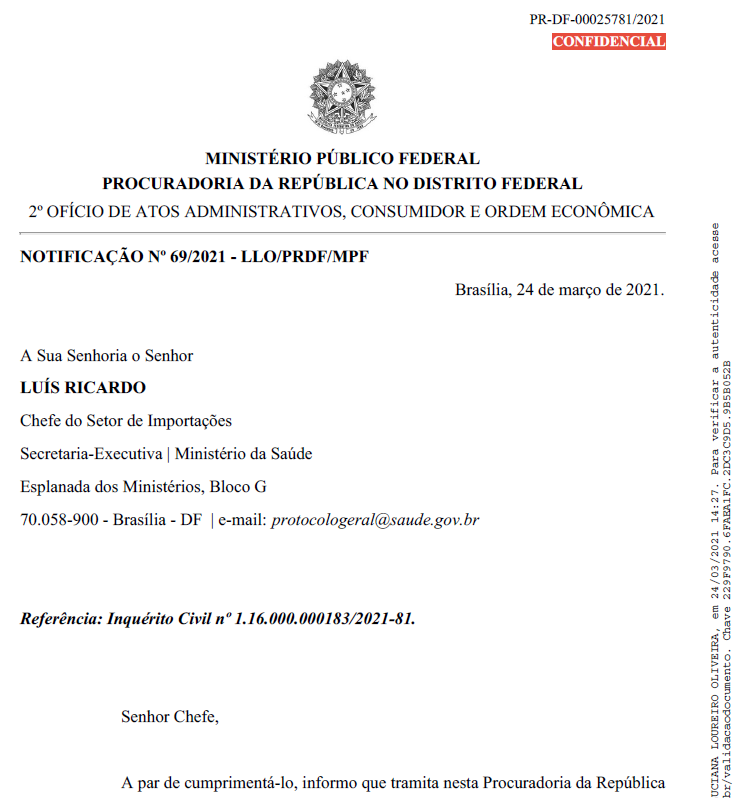 PR-DF-00025781/2021
CONFIDENCIAL
MINISTÉRIO PÚBLICO FEDERAL
PROCURADORIA DA REPÚBLICA NO DISTRITO FEDERAL
2º OFÍCIO DE ATOS ADMINISTRATIVOS, CONSUMIDOR E ORDEM ECONÔMICA
NOTIFICAÇÃO Nº 69/2021 - LLO/PRDF/MPF
Brasília, 24 de março de 2021.
A Sua Senhoria o Senhor
LUÍS RICARDO
Chefe do Setor de Importações
Secretaria-Executiva | Ministério da Saúde
Esplanada dos Ministérios, Bloco G
70.058-900 - Brasília - DF | e-mail: protocologeral@saude.gov.br
Referência: Inquérito Civil nº 1.16.000.000183/2021-81.
Senhor Chefe,
A par de cumprimentá-lo, informo que tramita nesta Procuradoria da República
UCIANA LOUREIRO OLIVEIRA, em 24/03/2021 14:27. Para verificar a autenticidade acesse
br/validacaodocumento. Chave 229F9790.6FAEA1FC.2DC3C9D5.9B5B052B